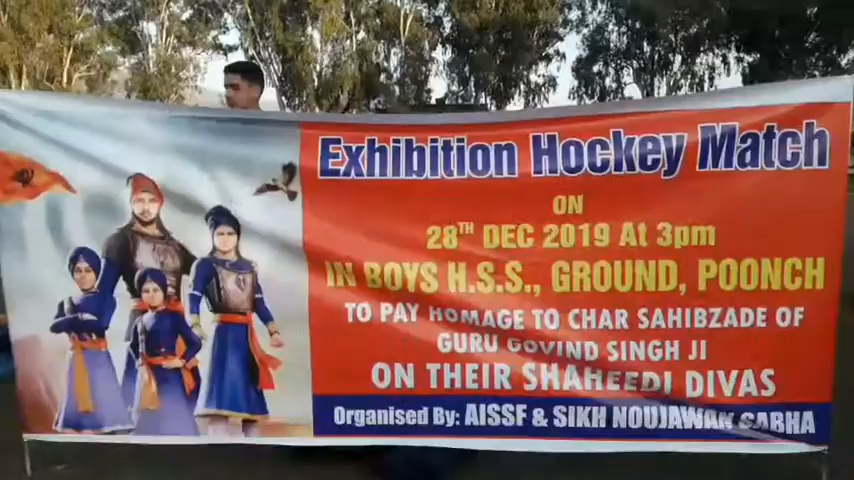 Exhibition Hockey Match
ON
28TH DEC 2019 At 3pm
IN BOYS H.S.S., GROUND, POONCH
TO PAY HOMAGE TO CHAR SAHIBZADE OF
GURU GOVIND SINGH JI
ON THEIR SHAHEEDI DIVAS
Organised By: AISSF & SIKH NOUJAWAN SABHA